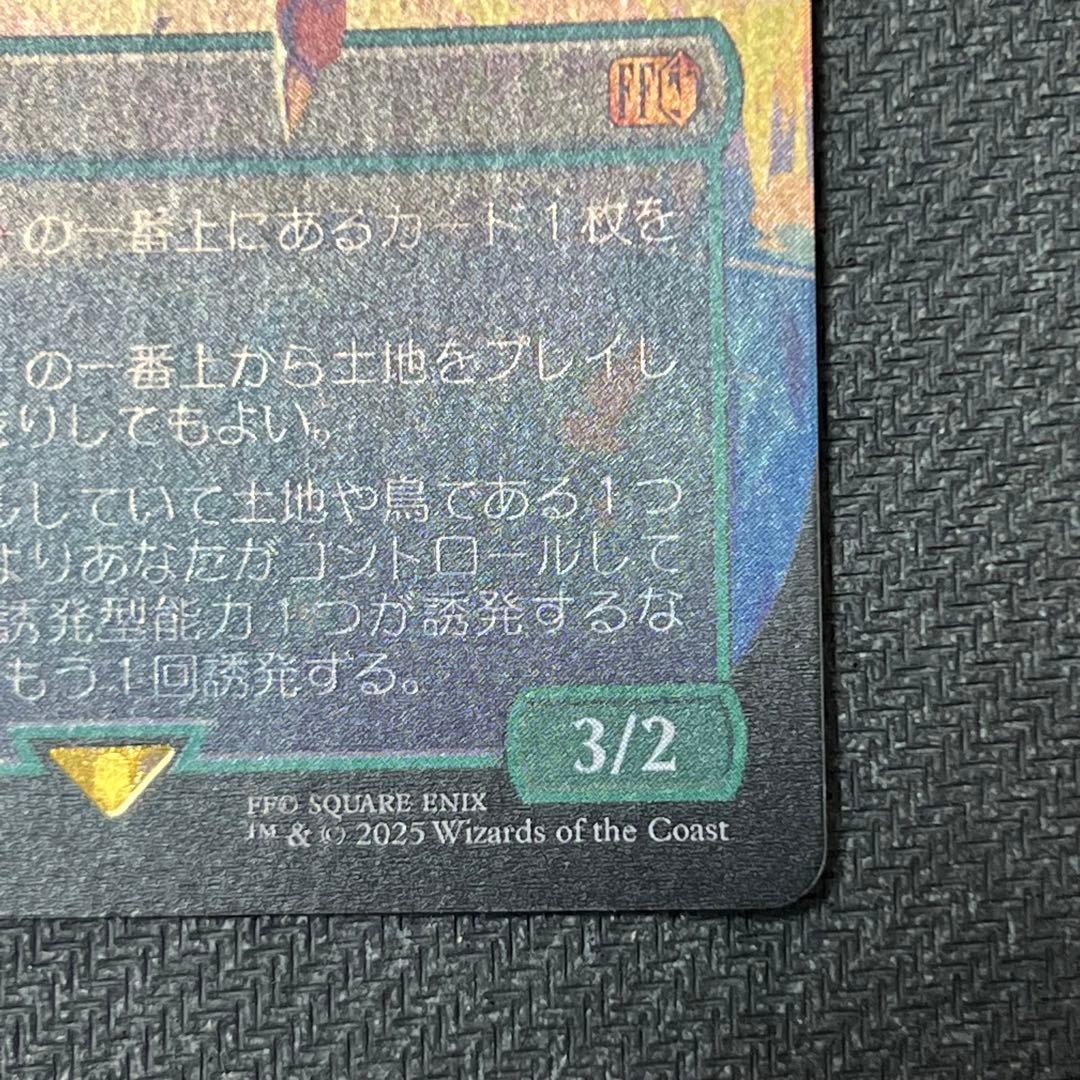 FFJ
の一番上にあるカード1枚を
の一番上から土地をプレイし
りしてもよい。
していて土地や鳥である1つ
よりあなたがコントロールして
誘発型能力1つが誘発するな
もう1回誘発する。
3/2
FF© SQUARE ENIX
™ & © 2025 Wizards of the Coast